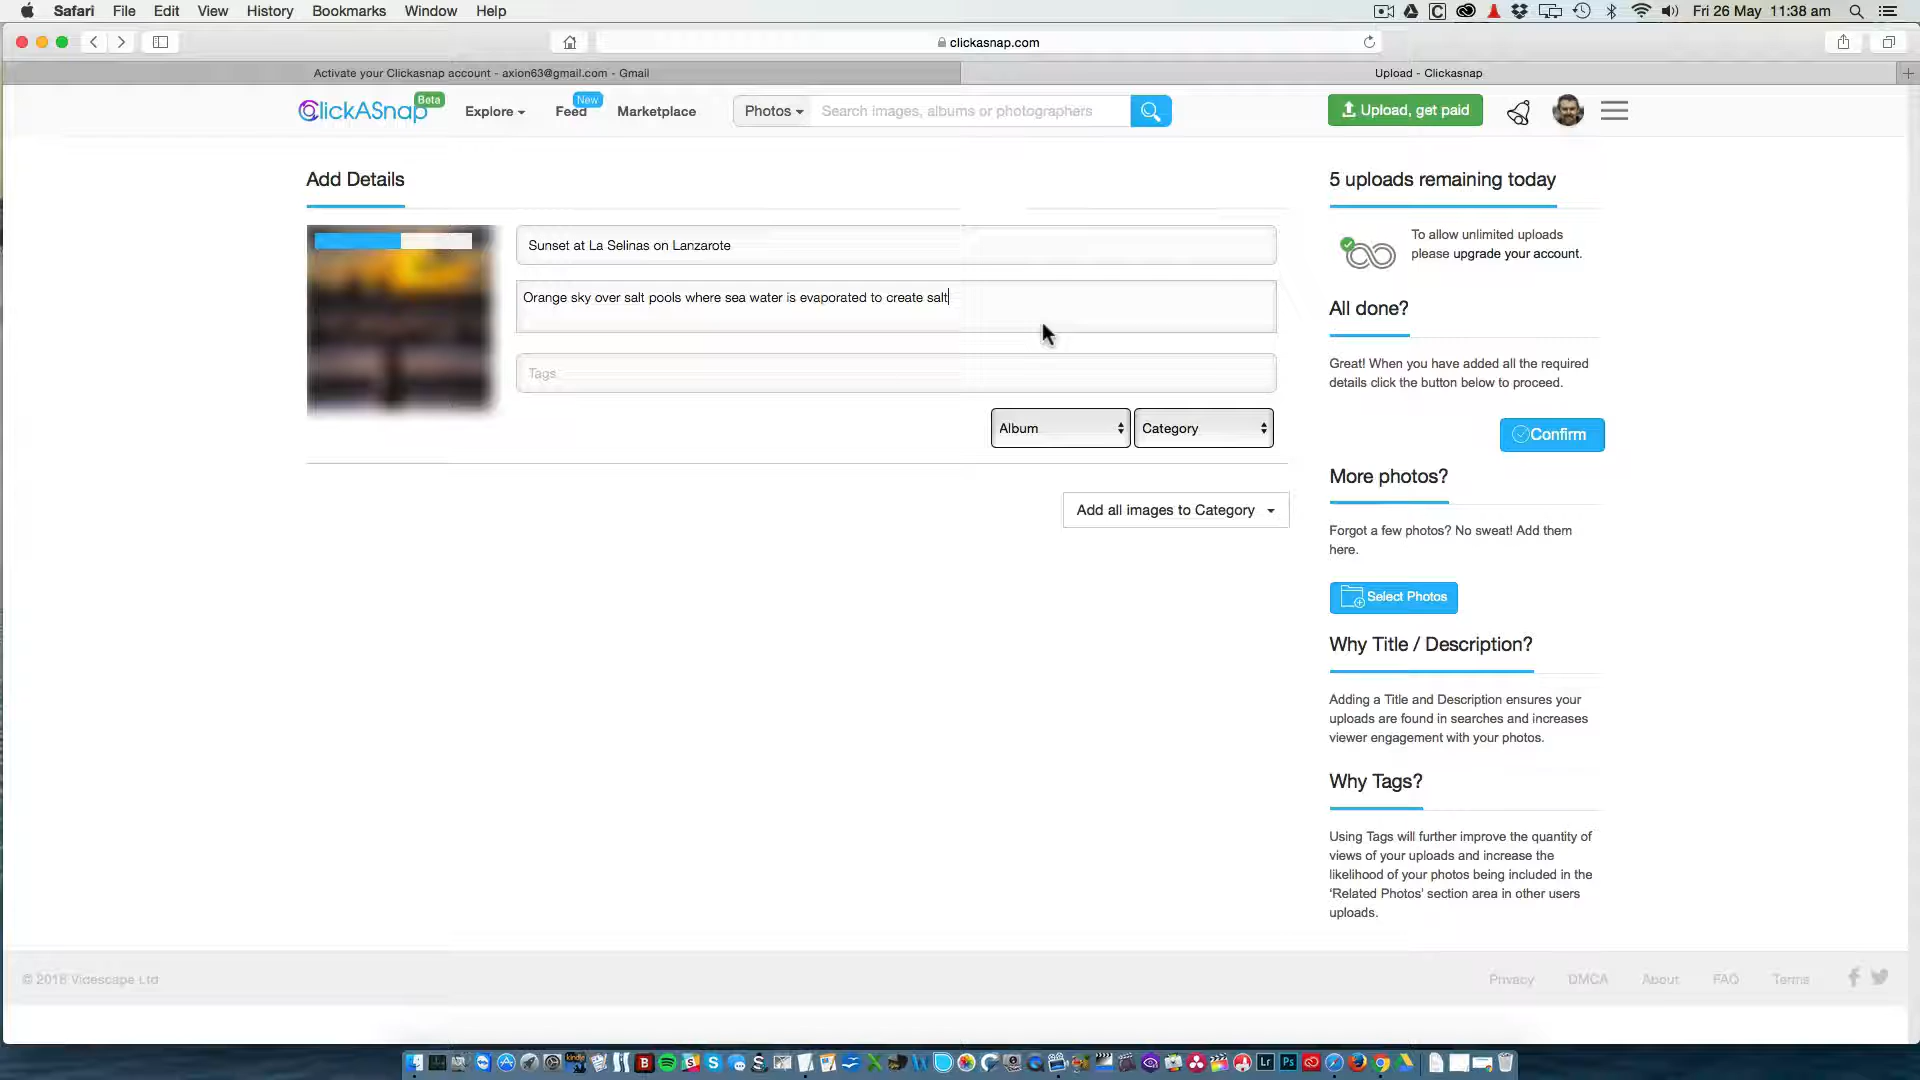 Safari File Edit View History Bookmarks Window Help Fri 26 May 11:38 am
clickasnap.com
Activate your Clickasnap account - axion63@gmail.com - Gmail
Upload - Clickasnap
ClickASnap Beta Explore Feed New Marketplace Photos Search images, albums or photographers Upload, get paid
Add Details
Sunset at La Selinas on Lanzarote
Orange sky over salt pools where sea water is evaporated to create salt
Tags
Album Category
Add all images to Category
5 uploads remaining today
To allow unlimited uploads
please upgrade your account.
All done?
Great! When you have added all the required
details click the button below to proceed.
Confirm
More photos?
Forgot a few photos? No sweat! Add them
here.
Select Photos
Why Title / Description?
Adding a Title and Description ensures your
uploads are found in searches and increases
viewer engagement with your photos.
Why Tags?
Using Tags will further improve the quantity of
views of your uploads and increase the
likelihood of your photos being included in the
'Related Photos' section area in other users
uploads.
© 2016 Videscape Ltd
Privacy DMCA About FAQ Terms
kindle
Lr Ps